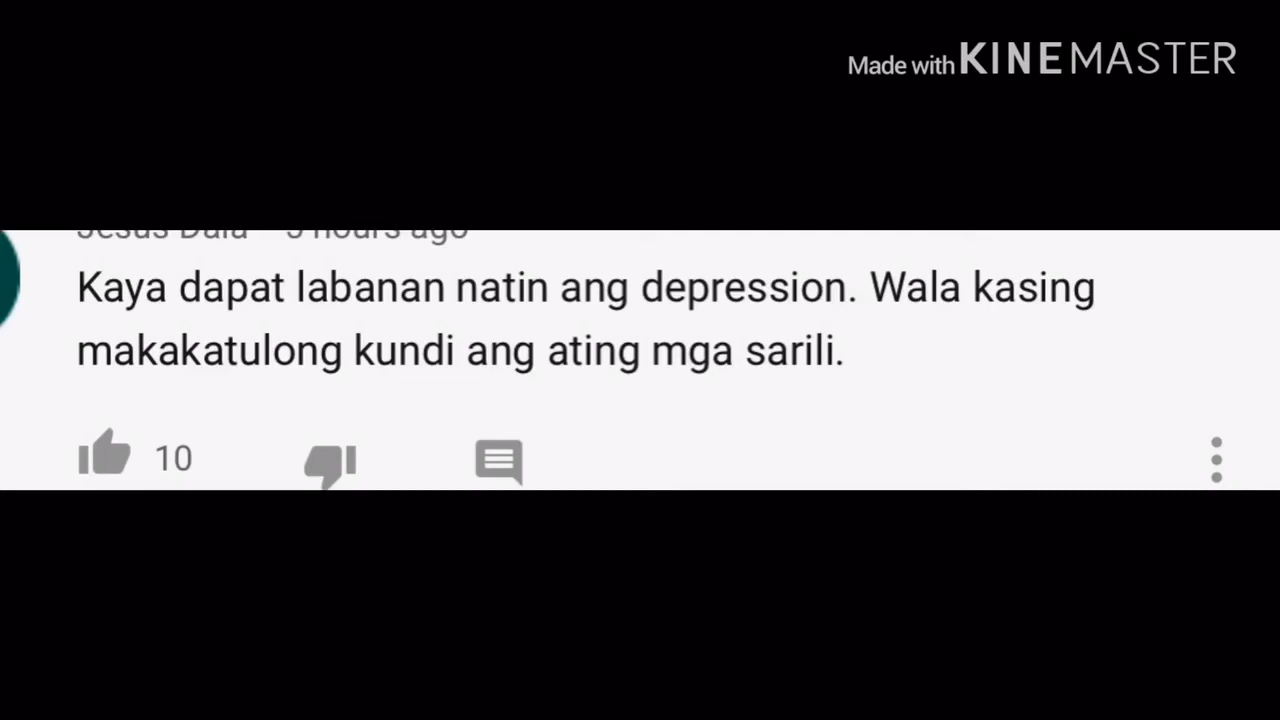 Made with KINEMASTER
Kaya dapat labanan natin ang depression. Wala kasing
makakatulong kundi ang ating mga sarili.
10